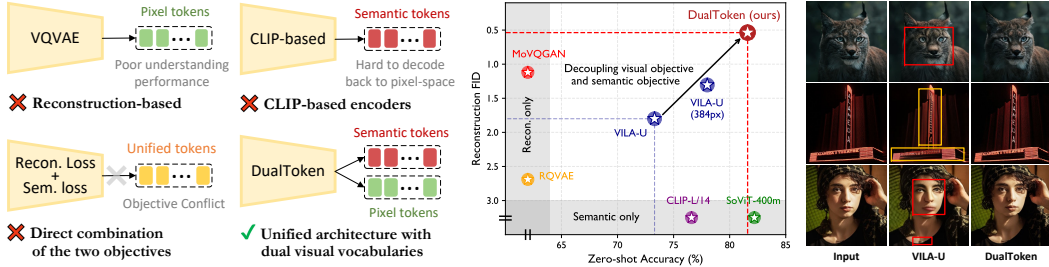 VQVAE
Pixel tokens
Poor understanding
performance
Reconstruction-based
CLIP-based
Semantic tokens
Hard to decode
back to pixel-space
CLIP-based encoders
Recon. Loss
+
Sem. loss
Unified tokens
Objective Conflict
Direct combination
of the two objectives
DualToken
Semantic tokens
Pixel tokens
Unified architecture with
dual visual vocabularies
Reconstruction FID
0.5
1.0
1.5
2.0
2.5
3.0
DualToken (ours)
MoVQGAN
Decoupling visual objective
and semantic objective
VILA-U
(384px)
VILA-U
Recon. only
RQVAE
Semantic only
CLIP-L/14
SoViT-400m
65
70
75
80
85
Zero-shot Accuracy (%)
Input
VILA-U
DualToken